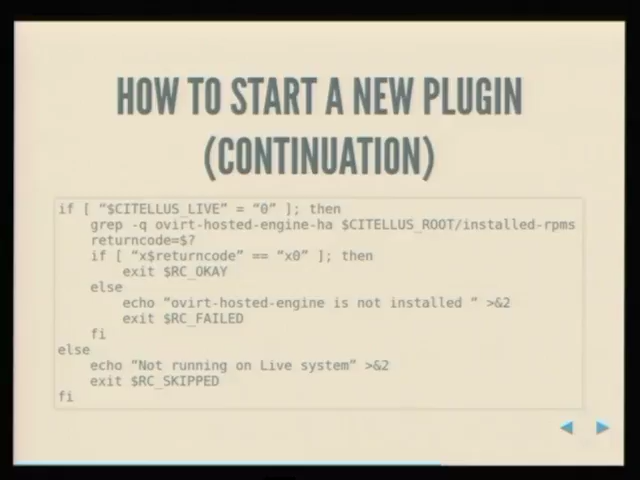 HOW TO START A NEW PLUGIN
(CONTINUATION)
if [ “$CITELLUS_LIVE” = “0” ]; then
grep -q ovirt-hosted-engine-ha $CITELLUS_ROOT/installed-rpms
returncode=$?
if [ “x$returncode” == “x0” ]; then
exit $RC_OKAY
else
echo “ovirt-hosted-engine is not installed “ >&2
exit $RC_FAILED
fi
else
echo “Not running on Live system” >&2
exit $RC_SKIPPED
fi